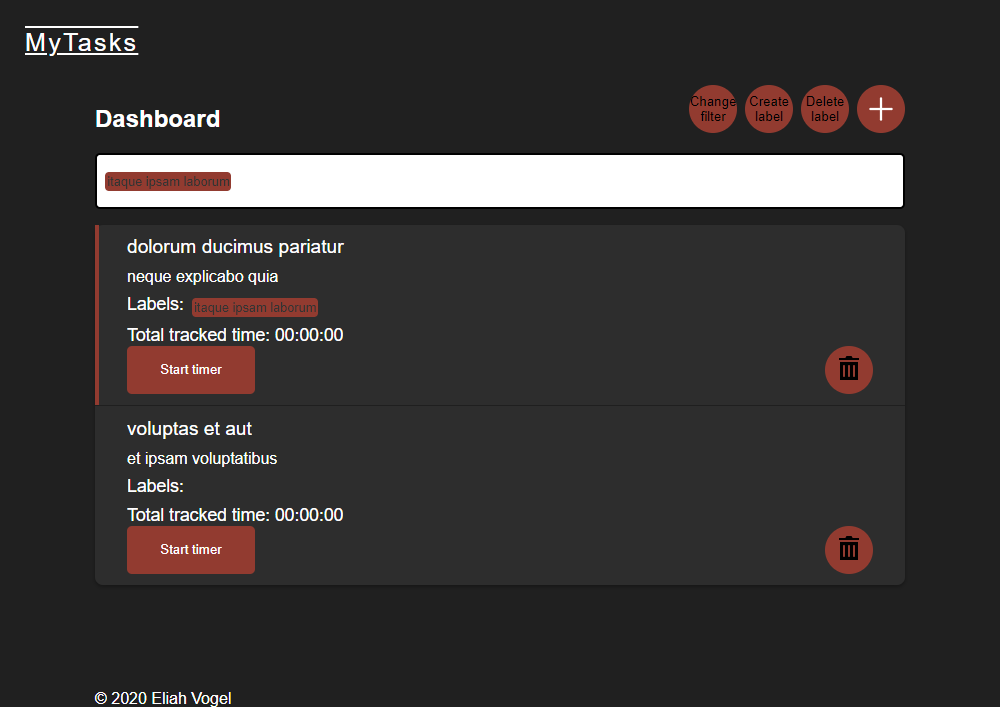 MyTasks
Dashboard
Change
filter
Create
label
Delete
label
itaque ipsam laborum
dolorum ducimus pariatur
neque explicabo quia
Labels: itaque ipsam laborum
Total tracked time: 00:00:00
Start timer
voluptas et aut
et ipsam voluptatibus
Labels:
Total tracked time: 00:00:00
Start timer
© 2020 Eliah Vogel